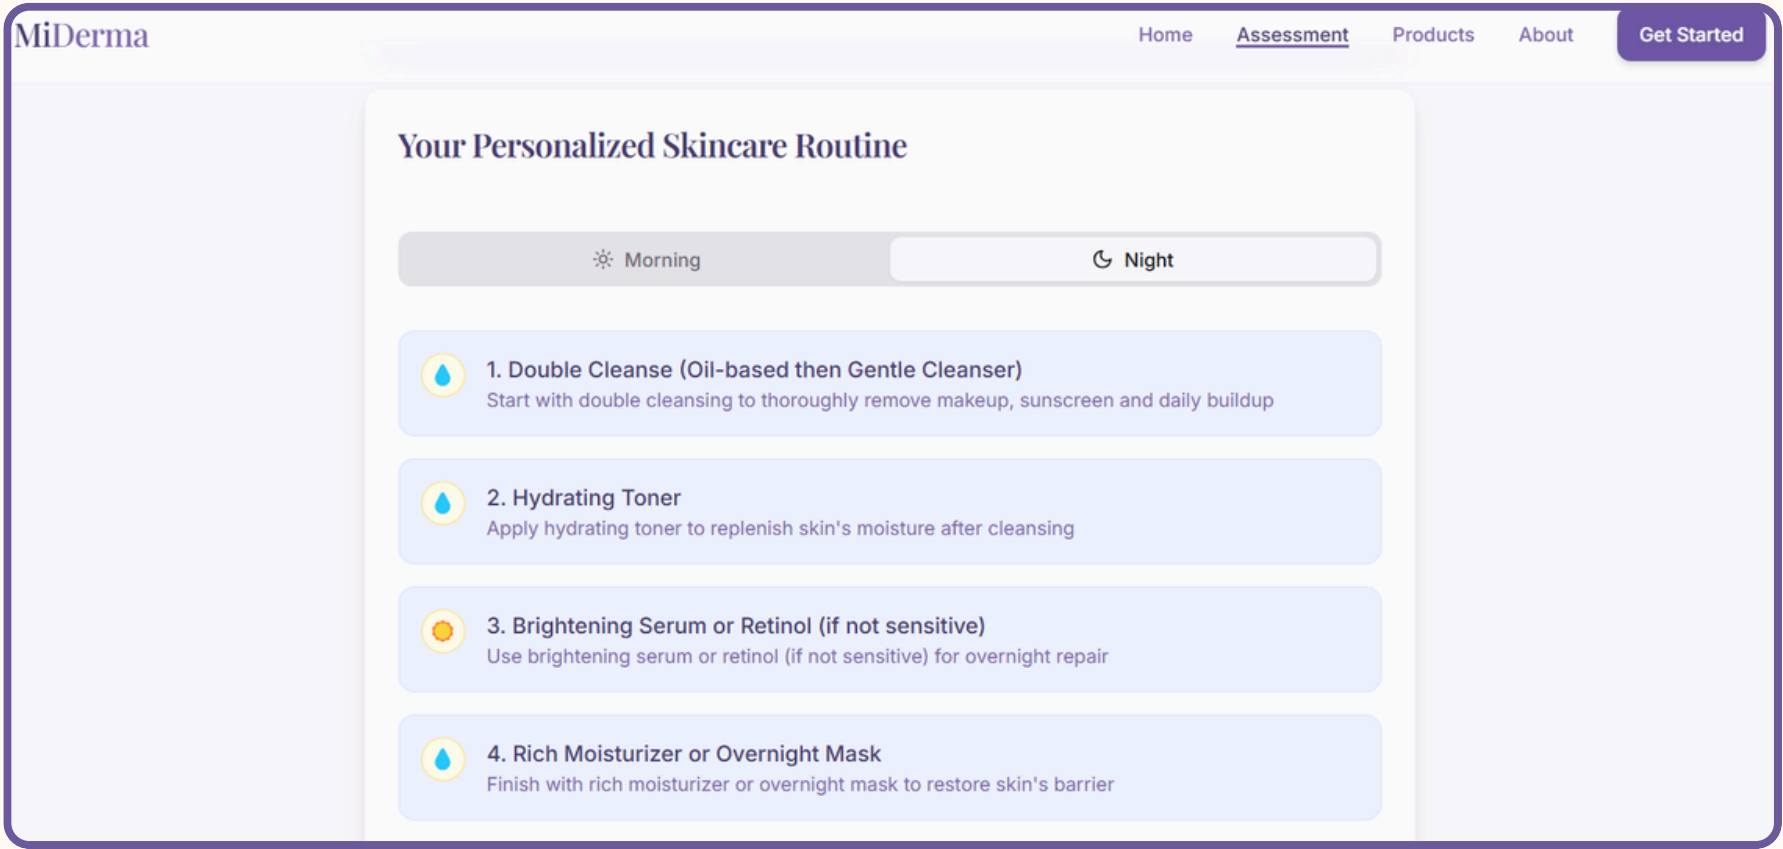 MiDerma
Home
Assessment
Products
About
Get Started
Your Personalized Skincare Routine
Morning
Night
1. Double Cleanse (Oil-based then Gentle Cleanser)
Start with double cleansing to thoroughly remove makeup, sunscreen and daily buildup
2. Hydrating Toner
Apply hydrating toner to replenish skin's moisture after cleansing
3. Brightening Serum or Retinol (if not sensitive)
Use brightening serum or retinol (if not sensitive) for overnight repair
4. Rich Moisturizer or Overnight Mask
Finish with rich moisturizer or overnight mask to restore skin's barrier